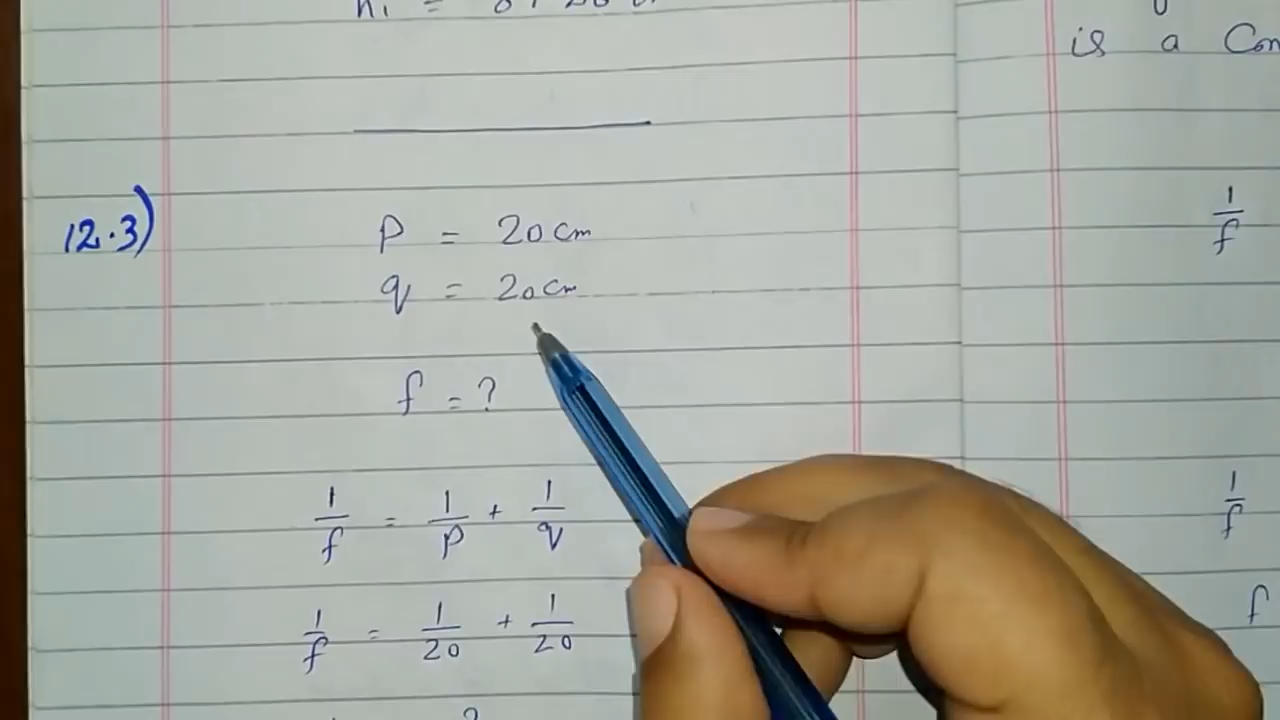 12.3)
P = 20 cm
q = 20 cm
f = ?
1/f = 1/P + 1/q
1/f = 1/20 + 1/20
is a Con
1/f
1/f
f